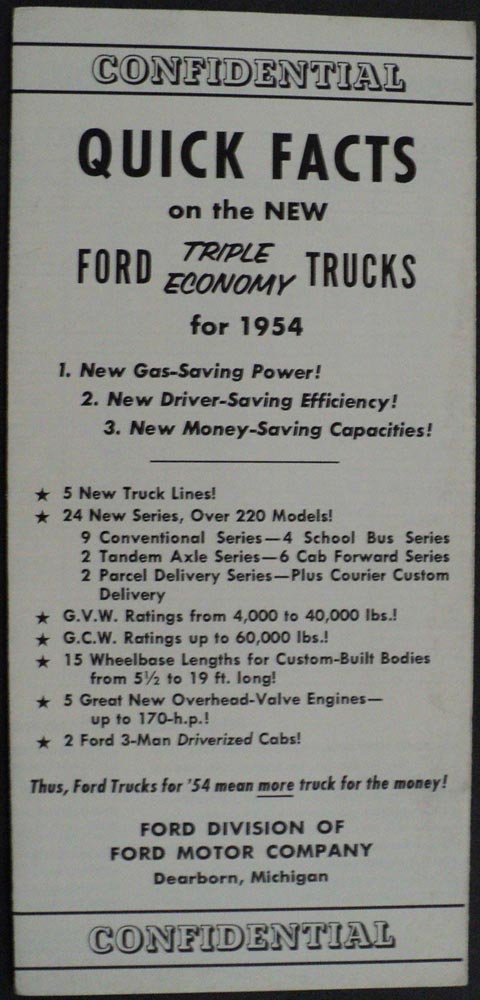 CONFIDENTIAL
QUICK FACTS
on the NEW
FORD TRIPLE ECONOMY TRUCKS
for 1954
1. New Gas-Saving Power!
2. New Driver-Saving Efficiency!
3. New Money-Saving Capacities!
★ 5 New Truck Lines!
★ 24 New Series, Over 220 Models!
9 Conventional Series—4 School Bus Series
2 Tandem Axle Series—6 Cab Forward Series
2 Parcel Delivery Series—Plus Courier Custom
Delivery
★ G.V.W. Ratings from 4,000 to 40,000 lbs.!
★ G.C.W. Ratings up to 60,000 lbs.!
★ 15 Wheelbase Lengths for Custom-Built Bodies
from 5½ to 19 ft. long!
★ 5 Great New Overhead-Valve Engines—
up to 170-h.p.!
★ 2 Ford 3-Man Driverized Cabs!
Thus, Ford Trucks for '54 mean more truck for the money!
FORD DIVISION OF
FORD MOTOR COMPANY
Dearborn, Michigan
CONFIDENTIAL